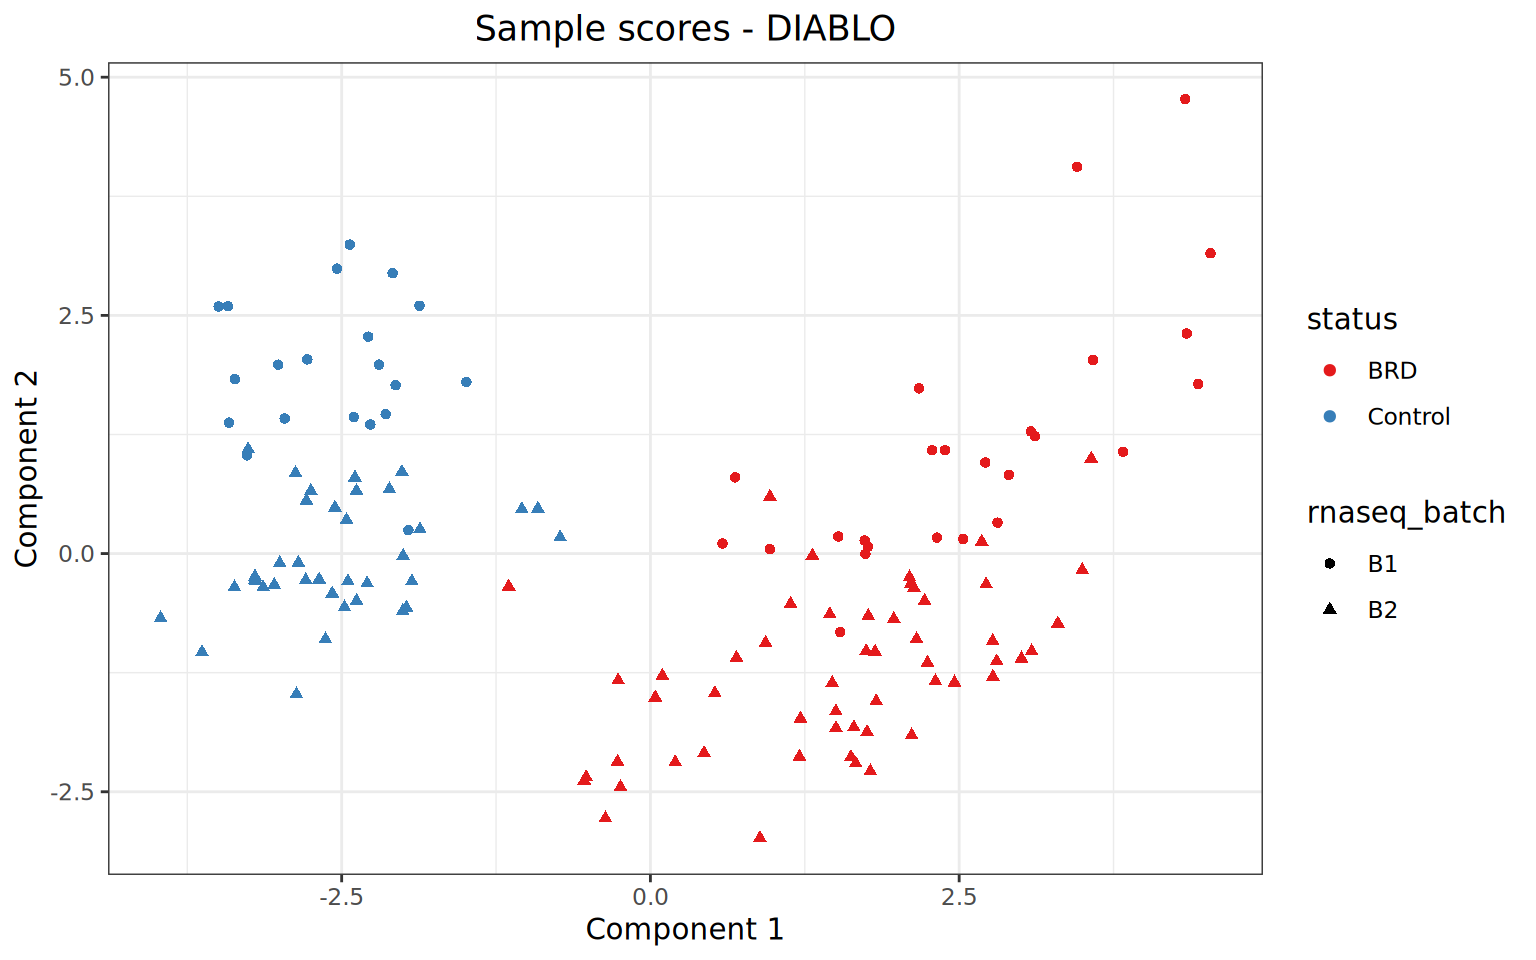 Sample scores - DIABLO
5.0
2.5
0.0
-2.5
Component 2
-2.5
0.0
2.5
Component 1
status
BRD
Control
rnaseq_batch
B1
B2